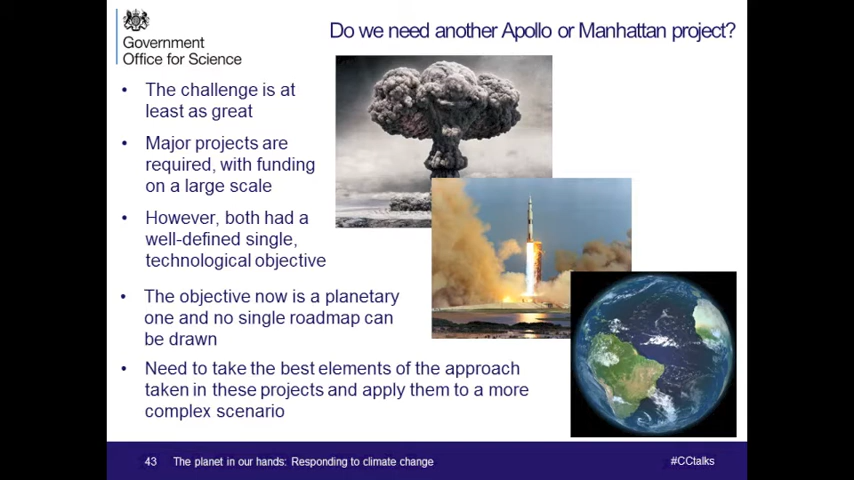 Government
Office for Science
Do we need another Apollo or Manhattan project?
• The challenge is at
least as great
• Major projects are
required, with funding
on a large scale
• However, both had a
well-defined single,
technological objective
• The objective now is a planetary
one and no single roadmap can
be drawn
• Need to take the best elements of the approach
taken in these projects and apply them to a more
complex scenario
43 The planet in our hands: Responding to climate change
#CCtalks